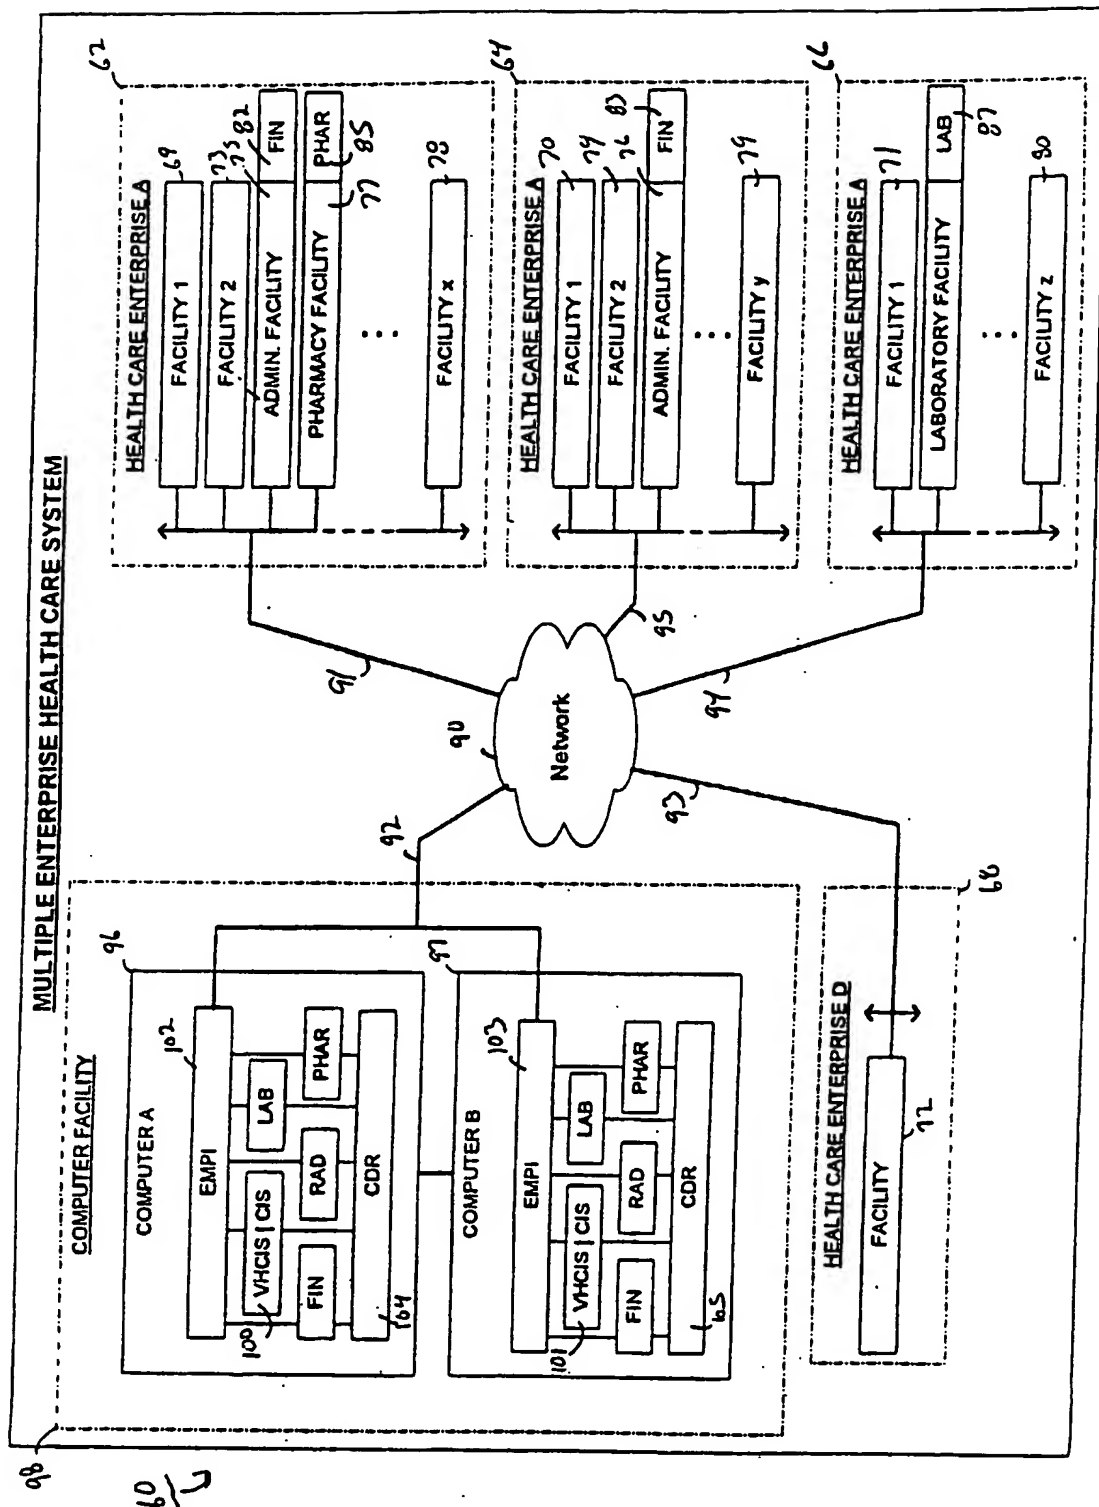 MULTIPLE ENTERPRISE HEALTH CARE SYSTEM
60
98
COMPUTER FACILITY
COMPUTER A
96
EMPI
102
VHCIS | CIS
100
LAB
FIN
RAD
PHAR
CDR
104
COMPUTER B
97
EMPI
103
VHCIS | CIS
101
LAB
FIN
RAD
PHAR
CDR
105
HEALTH CARE ENTERPRISE D
68
FACILITY
72
Network
90
91
92
93
94
95
HEALTH CARE ENTERPRISE A
62
FACILITY 1
69
FACILITY 2
73
ADMIN. FACILITY
75
FIN
82
PHARMACY FACILITY
77
PHAR
85
FACILITY x
78
HEALTH CARE ENTERPRISE A
64
FACILITY 1
70
FACILITY 2
74
ADMIN. FACILITY
76
FIN
83
FACILITY y
79
HEALTH CARE ENTERPRISE A
66
FACILITY 1
71
LABORATORY FACILITY
LAB
87
FACILITY z
80